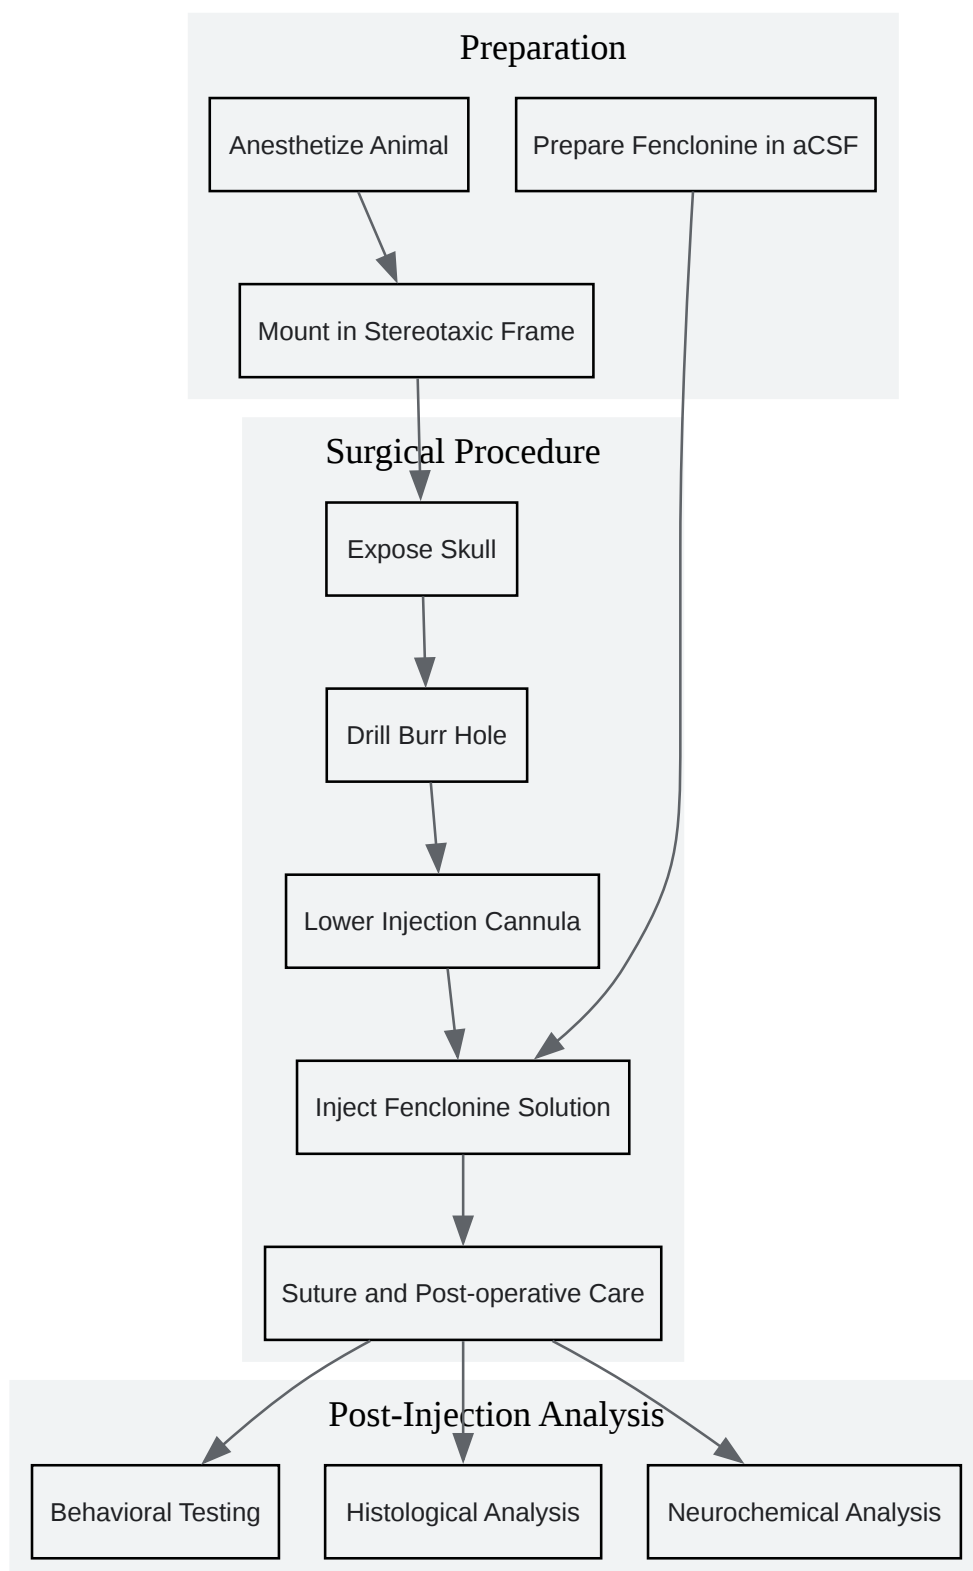 Preparation
Anesthetize Animal
Prepare Fenclonine in aCSF
Mount in Stereotaxic Frame
Surgical Procedure
Expose Skull
Drill Burr Hole
Lower Injection Cannula
Inject Fenclonine Solution
Suture and Post-operative Care
Post-Injection Analysis
Behavioral Testing
Histological Analysis
Neurochemical Analysis